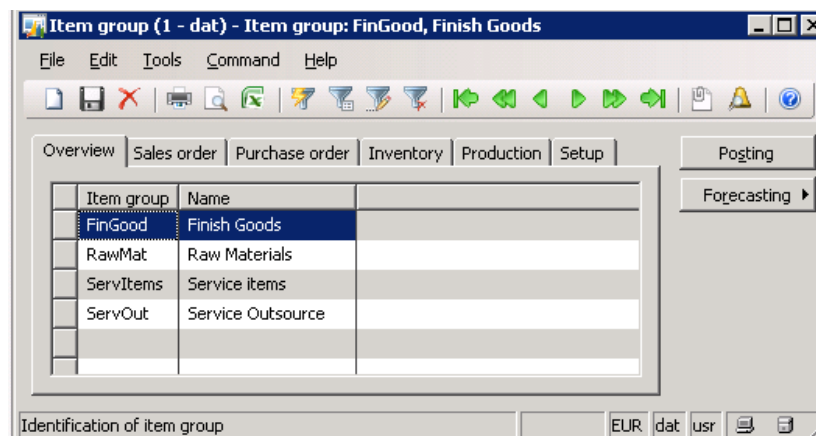 Item group (1 - dat) - Item group: FinGood, Finish Goods
File Edit Tools Command Help
Overview Sales order Purchase order Inventory Production Setup Posting
Forecasting
Item group Name
FinGood Finish Goods
RawMat Raw Materials
ServItems Service items
ServOut Service Outsource
Identification of item group EUR dat usr